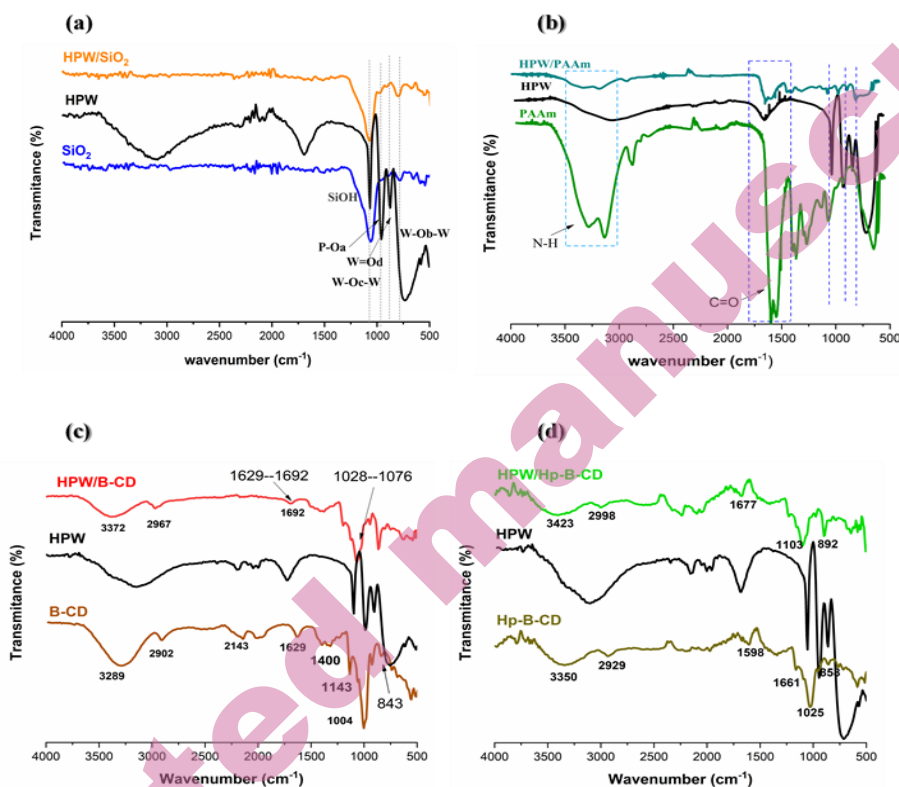 (a)
HPW/SiO2
HPW
SiO2
SiOH
P-Oa
W=Od
W-Oc-W
W-Ob-W
Transmitance (%)
4000 3500 3000 2500 2000 1500 1000 500
wavenumber (cm-1)
(b)
HPW/PAAm
HPW
PAAm
N-H
C=O
Transmitance (%)
4000 3500 3000 2500 2000 1500 1000 500
wavenumber (cm-1)
(c)
HPW/B-CD
1629--1692
1028--1076
3372
2967
1692
HPW
B-CD
3289
2902
2143
1629
1400
1143
1004
843
Transmitance (%)
4000 3500 3000 2500 2000 1500 1000 500
Wavenumber (cm-1)
(d)
HPW/Hp-B-CD
3423
2998
1677
1103
892
HPW
Hp-B-CD
3350
2929
1598
1661
1025
Transmitance (%)
4000 3500 3000 2500 2000 1500 1000 500
Wavenumber (cm-1)
ted manuscri